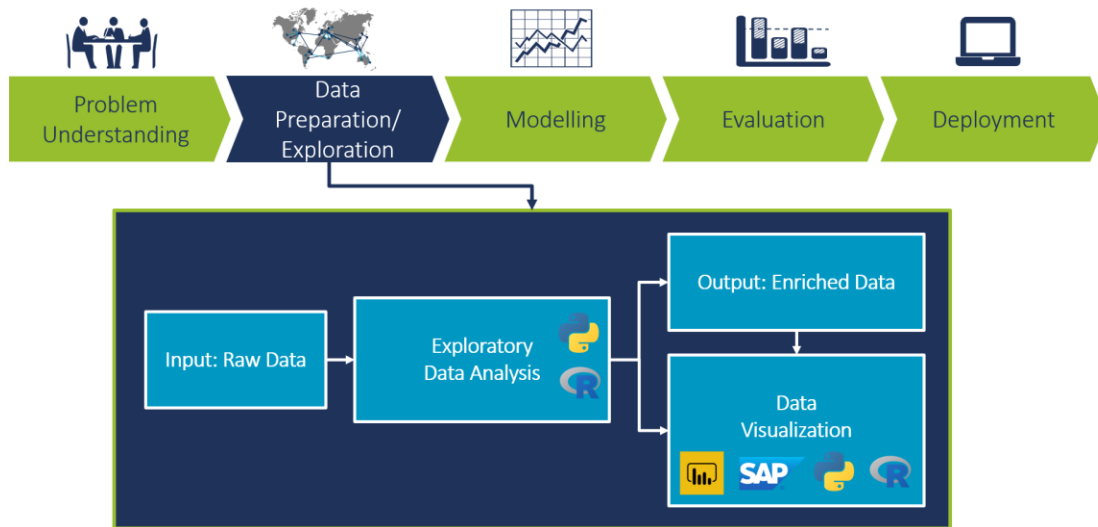 Problem
Understanding
Data
Preparation/
Exploration
Modelling
Evaluation
Deployment
Input: Raw Data
Exploratory
Data Analysis
R
Output: Enriched Data
Data
Visualization
SAP
R